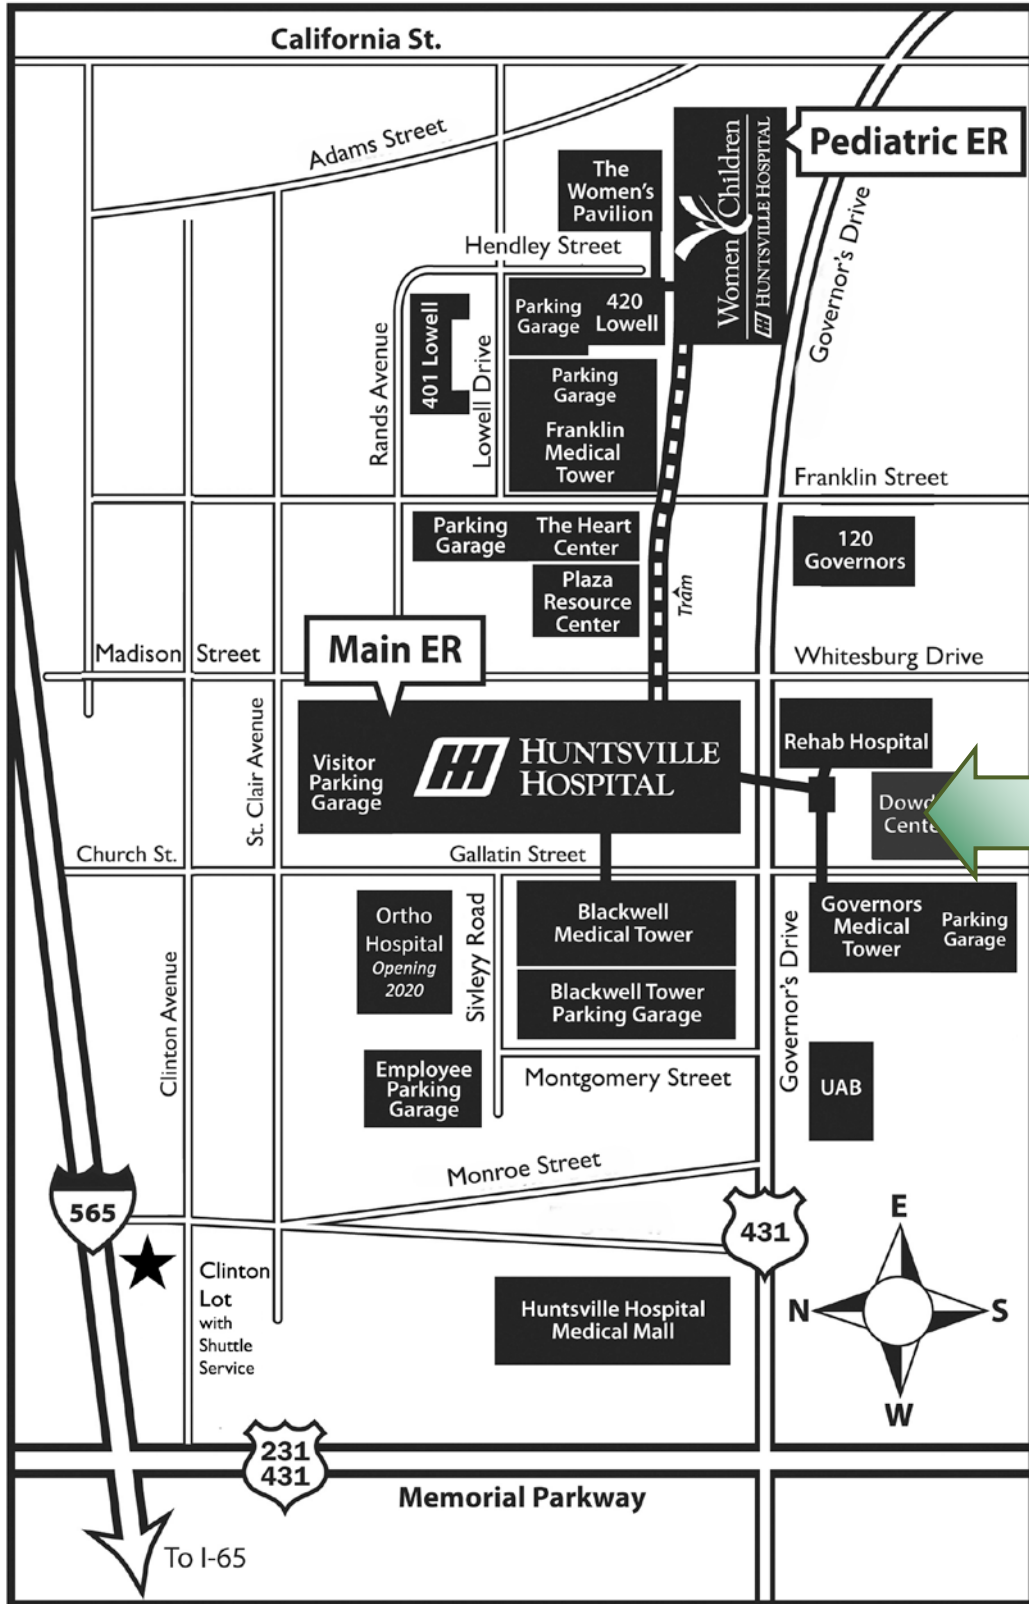 California St.
Adams Street
Pediatric ER
The
Women's
Pavilion
Women & Children
HUNTSVILLE HOSPITAL
Governor's Drive
Hendley Street
Parking
Garage
420
Lowell
401 Lowell
Rands Avenue
Lowell Drive
Parking
Garage
Franklin
Medical
Tower
Franklin Street
Parking
Garage
The Heart
Center
120
Governors
Plaza
Resource
Center
Tram
Madison Street
Main ER
Whitesburg Drive
St. Clair Avenue
Visitor
Parking
Garage
HUNTSVILLE
HOSPITAL
Rehab Hospital
Church St.
Gallatin Street
Ortho
Hospital
Opening
2020
Sivleyy Road
Blackwell
Medical Tower
Governor's Drive
Governors
Medical
Tower
Parking
Garage
Clinton Avenue
Blackwell Tower
Parking Garage
Employee
Parking
Garage
Montgomery Street
UAB
Monroe Street
565
431
Clinton
Lot
with
Shuttle
Service
Huntsville Hospital
Medical Mall
E
N
S
W
231
431
Memorial Parkway
To I-65